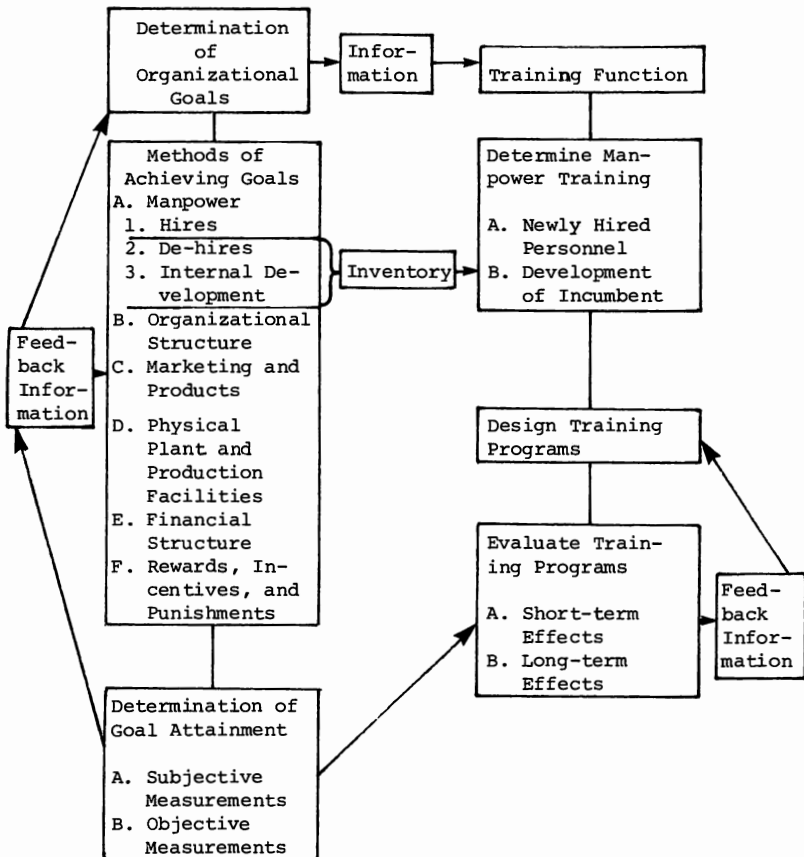 Determination
of
Organizational
Goals
Infor-
mation
Training Function
Methods of
Achieving Goals
A. Manpower
1. Hires
2. De-hires
3. Internal De-
velopment
B. Organizational
Structure
C. Marketing and
Products
D. Physical
Plant and
Production
Facilities
E. Financial
Structure
F. Rewards, In-
centives, and
Punishments
Inventory
Determine Man-
power Training
A. Newly Hired
Personnel
B. Development
of Incumbent
Feed-
back
Infor-
mation
Design Training
Programs
Evaluate Train-
ing Programs
A. Short-term
Effects
B. Long-term
Effects
Feed-
back
Infor-
mation
Determination of
Goal Attainment
A. Subjective
Measurements
B. Objective
Measurements